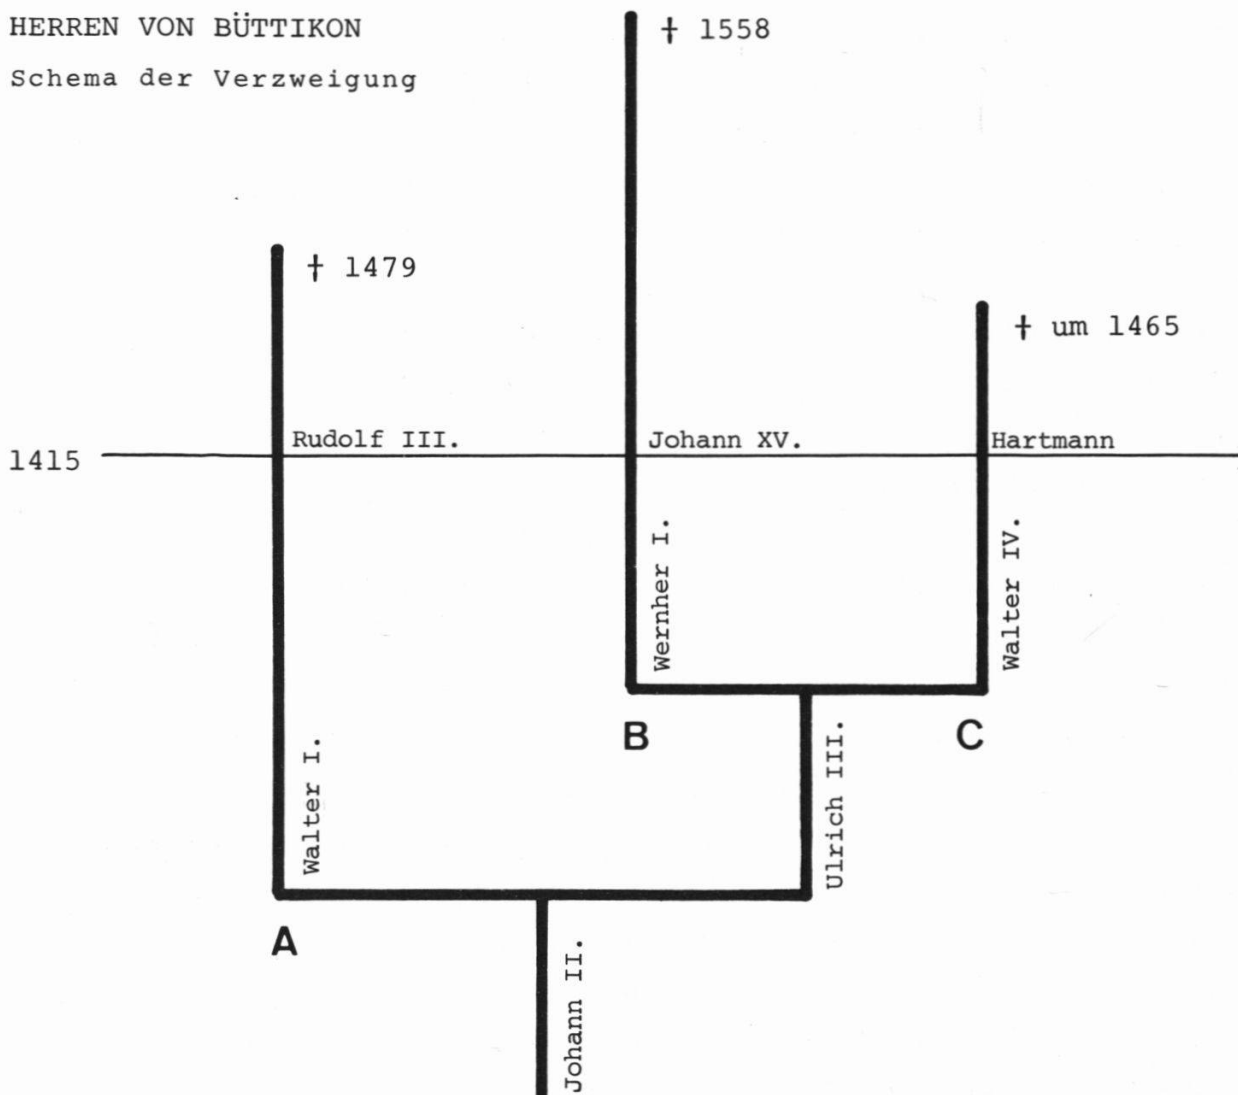 HERREN VON BÜTTIKON
Schema der Verzweigung
† 1558
† 1479
† um 1465
1415
Rudolf III.
Johann XV.
Hartmann
Wernher I.
Walter IV.
B
C
Walter I.
Ulrich III.
A
Johann II.